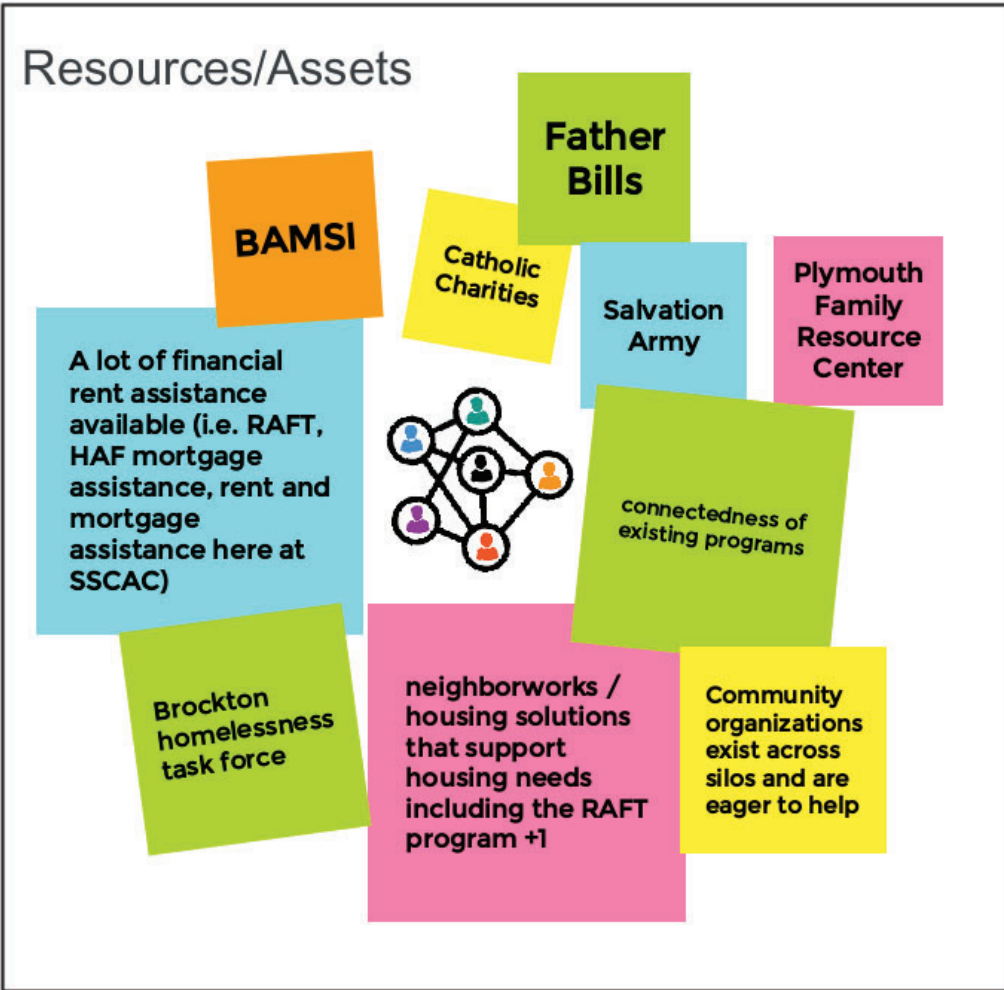 Resources/Assets
Father
Bills
BAMSI
Catholic
Charities
Salvation
Army
Plymouth
Family
Resource
Center
A lot of financial
rent assistance
available (i.e. RAFT,
HAF mortgage
assistance, rent and
mortgage
assistance here at
SSCAC)
connectedness of
existing programs
Brockton
homelessness
task force
neighborworks /
housing solutions
that support
housing needs
including the RAFT
program +1
Community
organizations
exist across
silos and are
eager to help